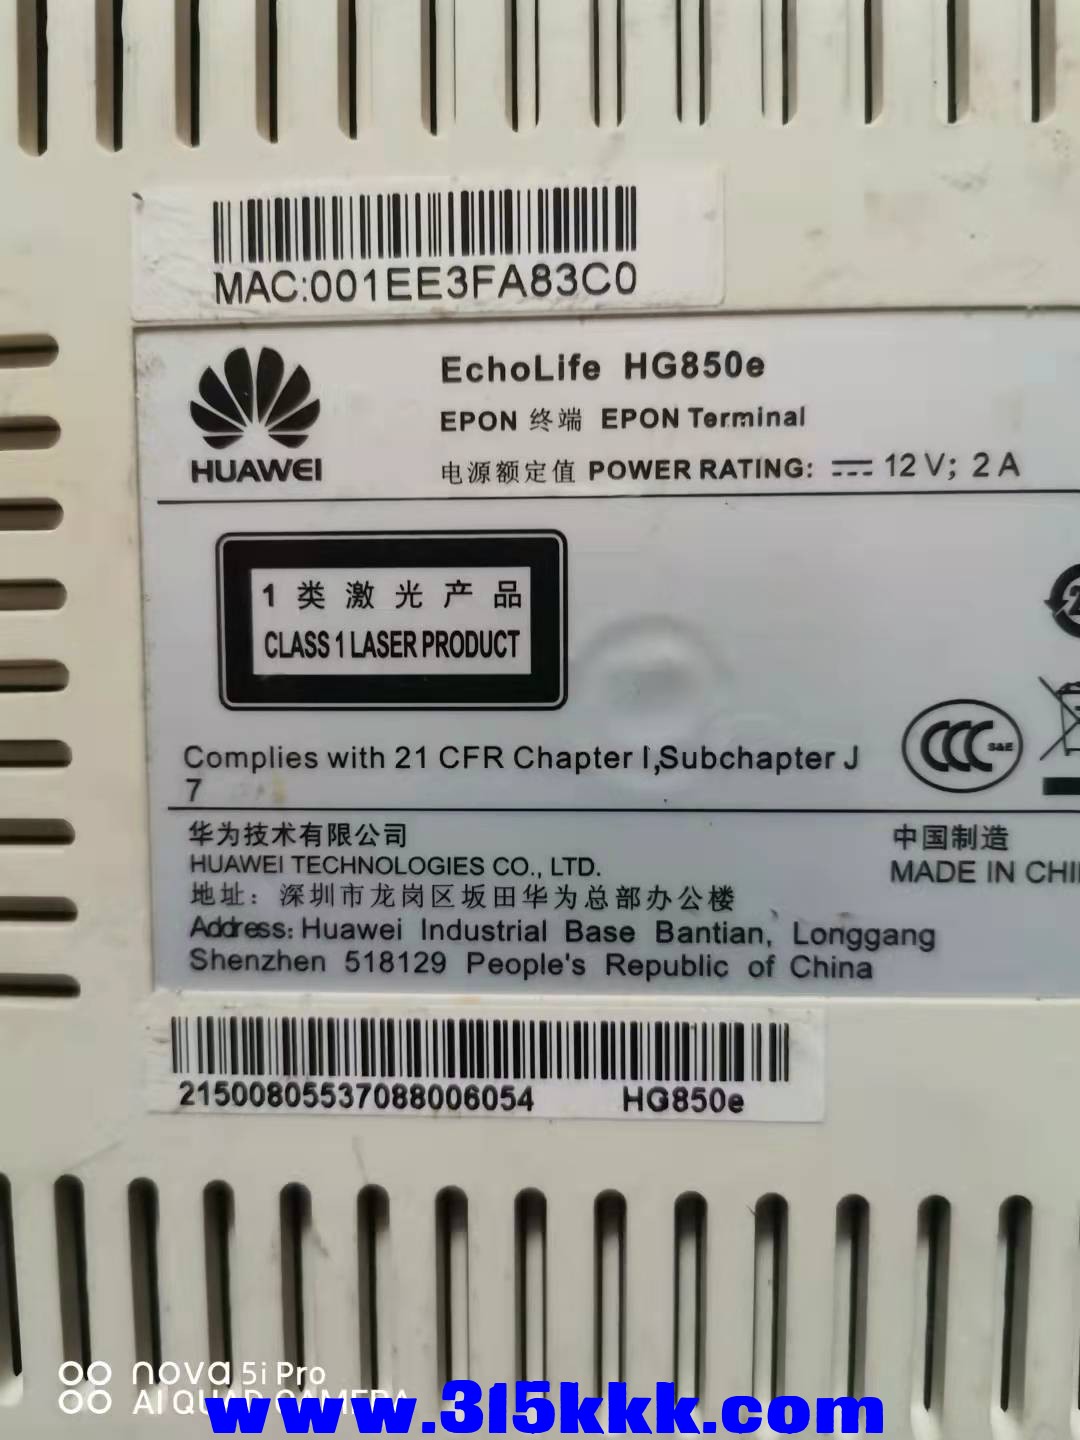 MAC:001EE3FA83C0
HUAWEI
EchoLife HG850e
EPON 终端 EPON Terminal
电源额定值 POWER RATING: 12 V; 2 A
1 类 激 光 产 品
CLASS 1 LASER PRODUCT
Complies with 21 CFR Chapter I,Subchapter J
7
CCC S&E
华为技术有限公司
HUAWEI TECHNOLOGIES CO., LTD.
中国制造
MADE IN CHI
地址: 深圳市龙岗区坂田华为总部办公楼
Address: Huawei Industrial Base Bantian, Longgang
Shenzhen 518129 People's Republic of China
21500805537088006054 HG850e
nova 5i Pro
AI QUAD CAMERA
www.315kkk.com